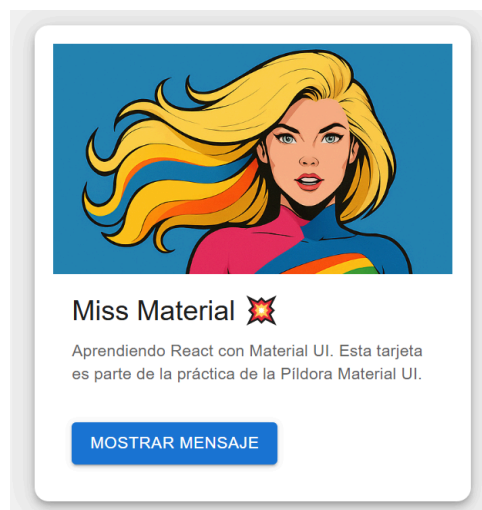 Miss Material 💥
Aprendiendo React con Material UI. Esta tarjeta
es parte de la práctica de la Píldora Material UI.
MOSTRAR MENSAJE